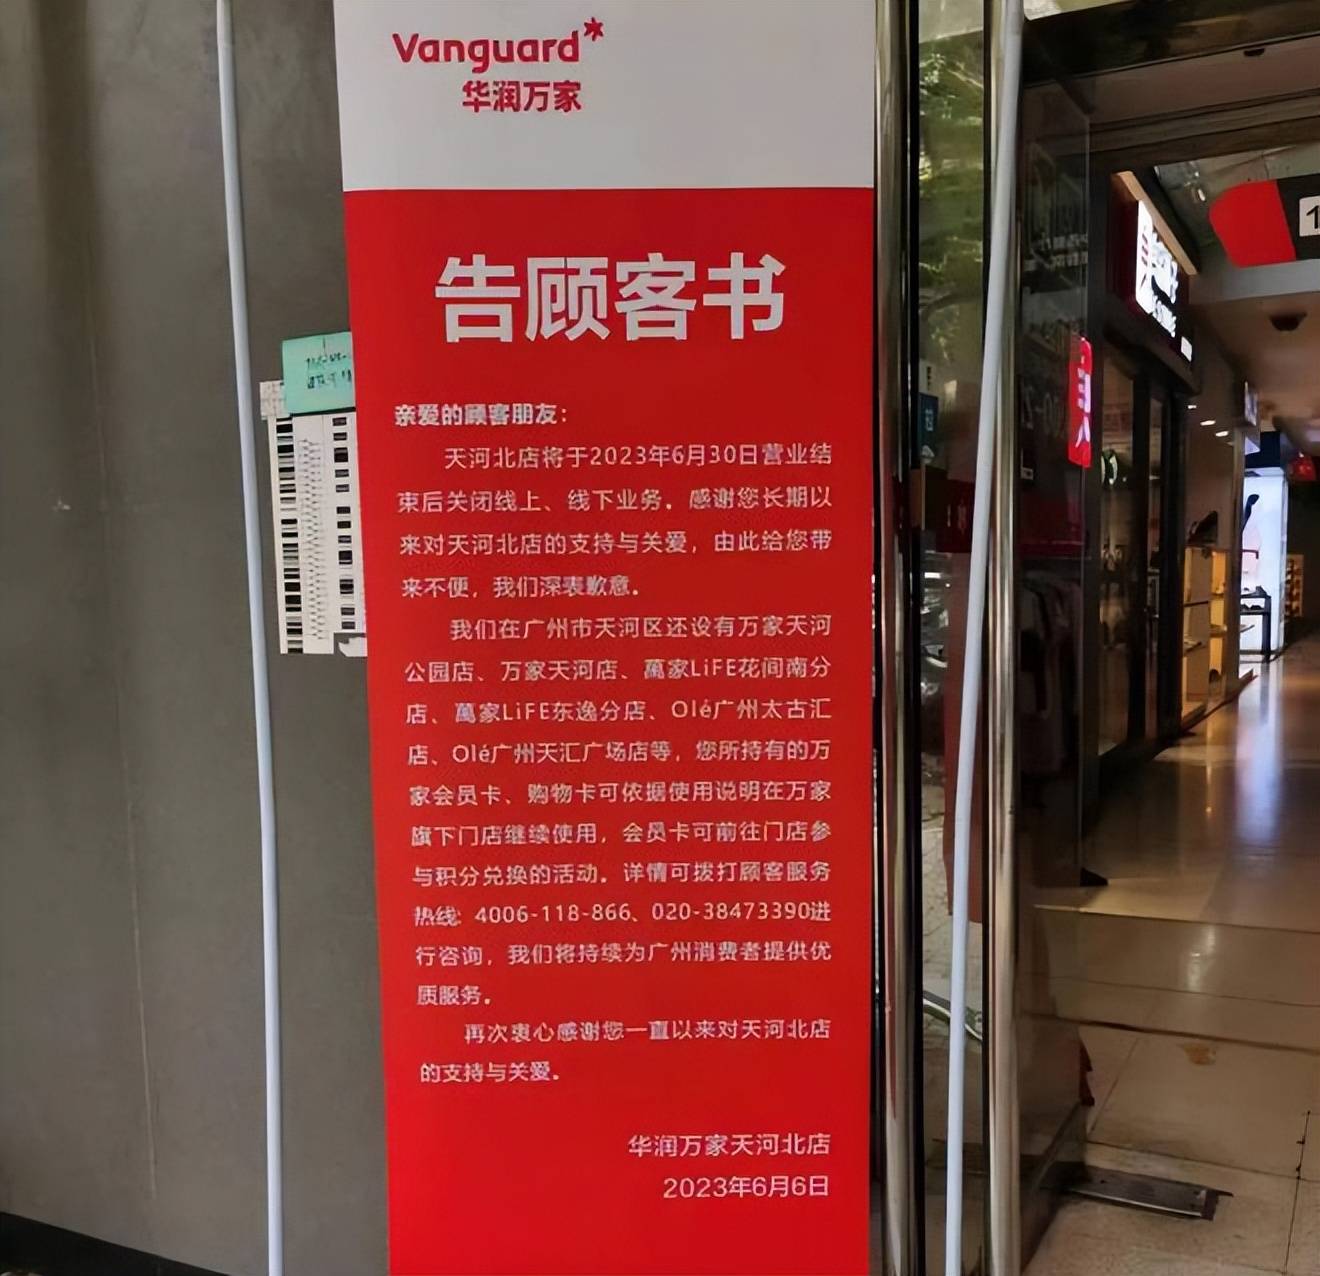 Vanguard*
华润万家
告顾客书
亲爱的顾客朋友：
天河北店将于2023年6月30日营业结
束后关闭线上、线下业务。感谢您长期以
来对天河北店的支持与关爱，由此给您带
来不便，我们深表歉意。
我们在广州市天河区还设有万家天河
公园店、万家天河店、萬家LiFE花间南分
店、萬家LiFE东逸分店、Olé广州太古汇
店、Olé广州天汇广场店等，您所持有的万
家会员卡、购物卡可依据使用说明在万家
旗下门店继续使用，会员卡可前往门店参
与积分兑换的活动。详情可拨打顾客服务
热线：4006-118-866、020-38473390进
行咨询，我们将持续为广州消费者提供优
质服务。
再次衷心感谢您一直以来对天河北店
的支持与关爱。
华润万家天河北店
2023年6月6日
1